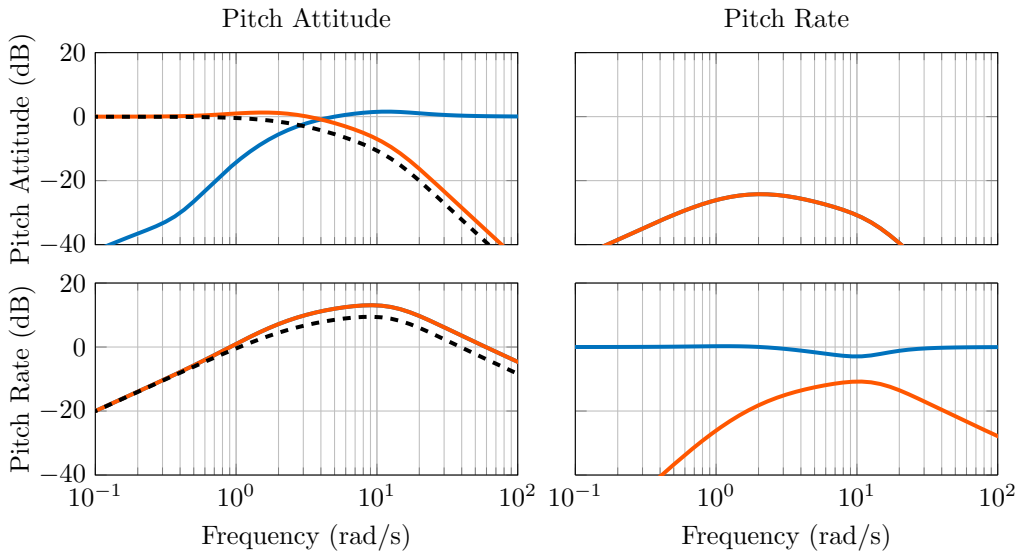 Pitch Attitude
Pitch Rate
Pitch Attitude (dB)
20
0
−20
−40
Pitch Rate (dB)
20
0
−20
−40
10^−1
10^0
10^1
10^2
10^−1
10^0
10^1
10^2
Frequency (rad/s)
Frequency (rad/s)